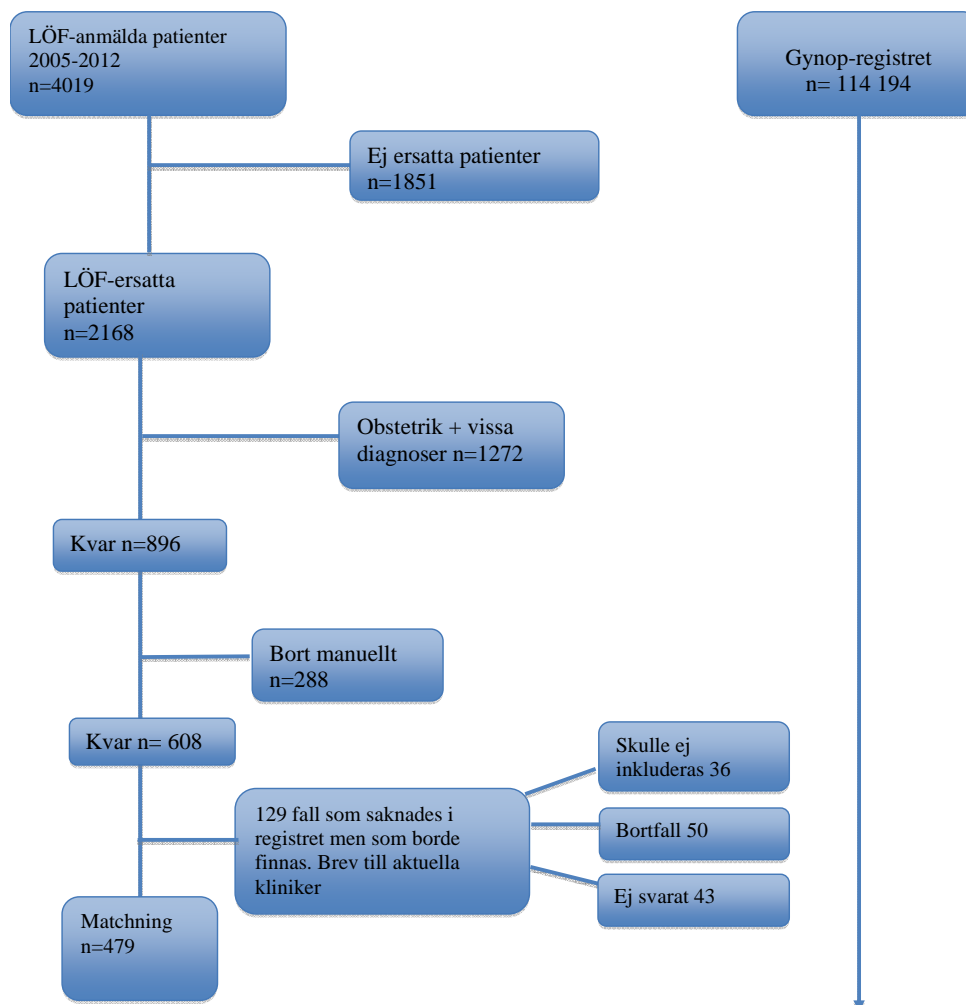 LÖF-anmälda patienter
2005-2012
n=4019
Gynop-registret
n= 114 194
Ej ersatta patienter
n=1851
LÖF-ersatta
patienter
n=2168
Obstetrik + vissa
diagnoser n=1272
Kvar n=896
Bort manuellt
n=288
Kvar n= 608
Skulle ej
inkluderas 36
129 fall som saknades i
registret men som borde
finnas. Brev till aktuella
kliniker
Bortfall 50
Ej svarat 43
Matchning
n=479